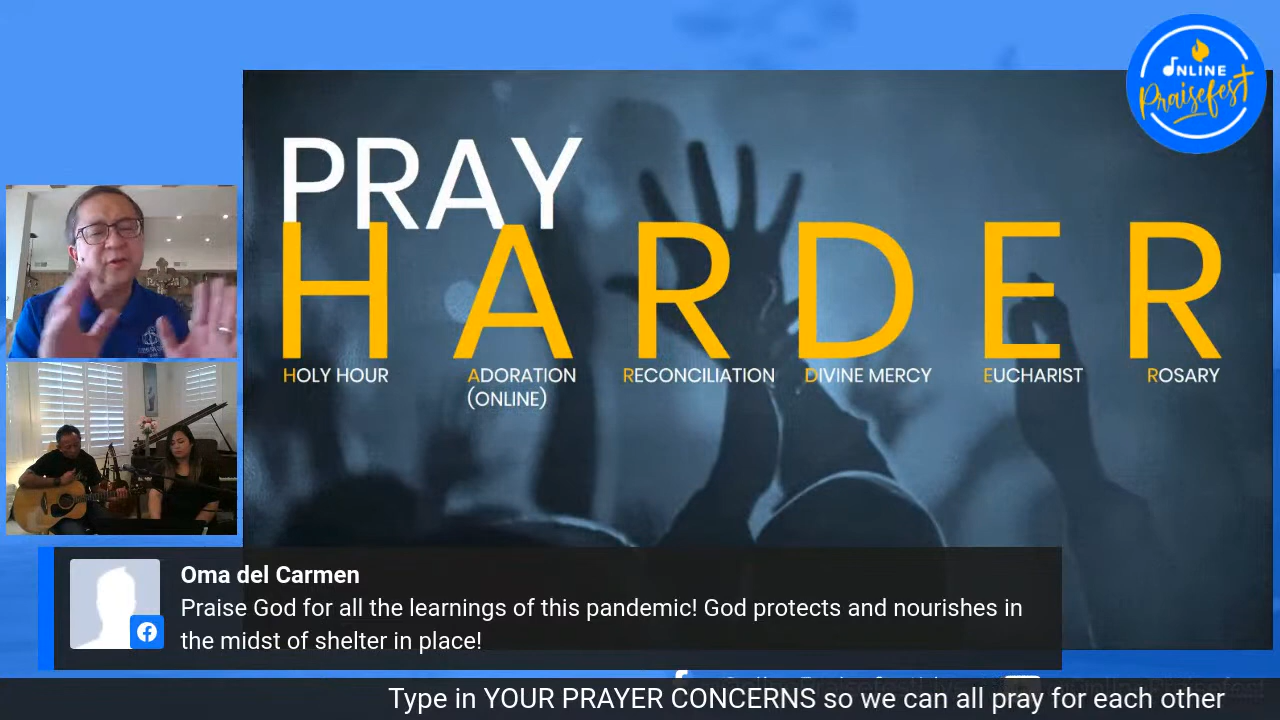 ONLINE
Praisefest
PRAY
HARDER
HOLY HOUR
ADORATION
(ONLINE)
RECONCILIATION
DIVINE MERCY
EUCHARIST
ROSARY
Oma del Carmen
Praise God for all the learnings of this pandemic! God protects and nourishes in
the midst of shelter in place!
Type in YOUR PRAYER CONCERNS so we can all pray for each other